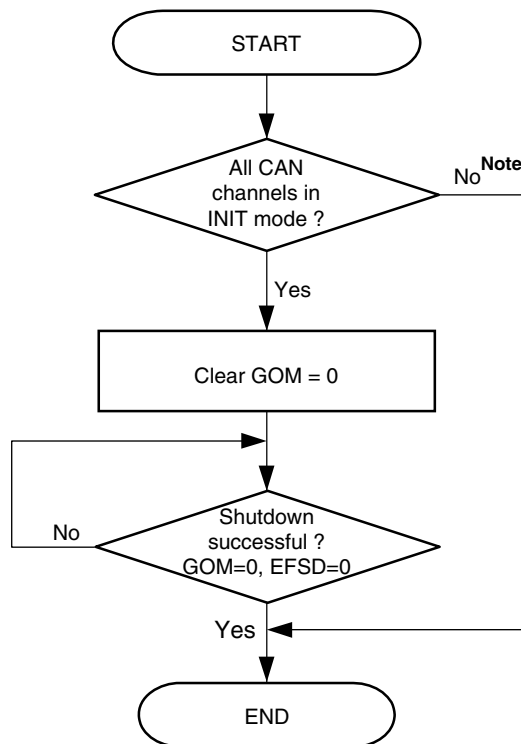 START
All CAN
channels in
INIT mode ?
No Note
Yes
Clear GOM = 0
No
Shutdown
successful ?
GOM=0, EFSD=0
Yes
END